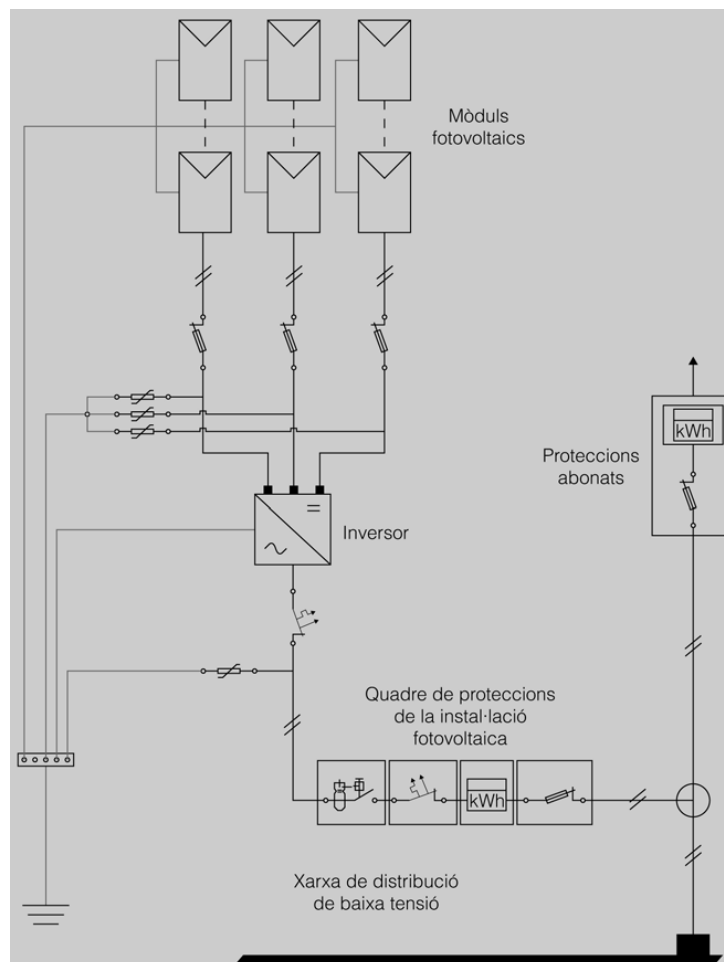 Mòduls
fotovoltaics
kWh
Proteccions
abonats
Inversor
Quadre de proteccions
de la instal·lació
fotovoltaica
kWh
Xarxa de distribució
de baixa tensió